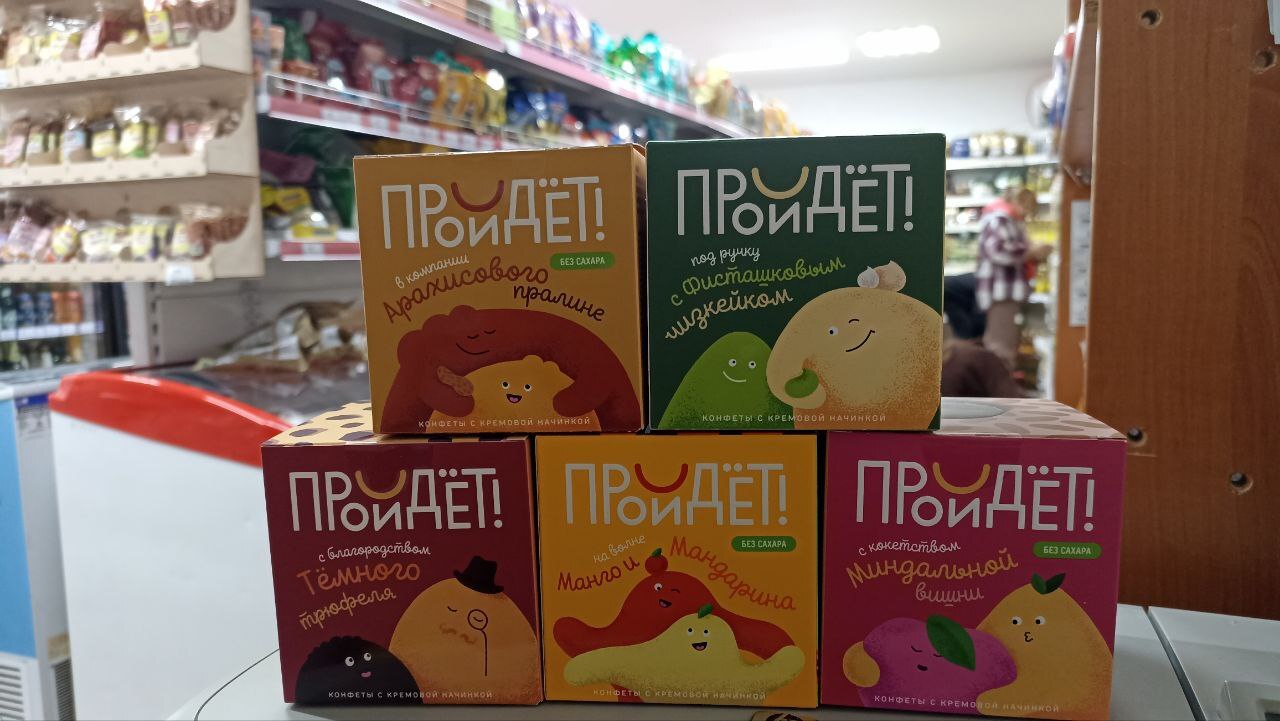 ПРОЙДЁТ!
в компании
Арахисового
пралине
БЕЗ САХАРА
КОНФЕТЫ С КРЕМОВОЙ НАЧИНКОЙ
ПРОЙДЁТ!
под ручку
с Фисташковым
чизкейком
КОНФЕТЫ С КРЕМОВОЙ НАЧИНКОЙ
ПРОЙДЁТ!
с благородством
Тёмного
трюфеля
КОНФЕТЫ С КРЕМОВОЙ НАЧИНКОЙ
ПРОЙДЁТ!
БЕЗ САХАРА
на волне
Манго и Мандарина
КОНФЕТЫ С КРЕМОВОЙ НАЧИНКОЙ
ПРОЙДЁТ!
с кокетством
БЕЗ САХАРА
Миндальной
вишни
КОНФЕТЫ С КРЕМОВОЙ НАЧИНКОЙ